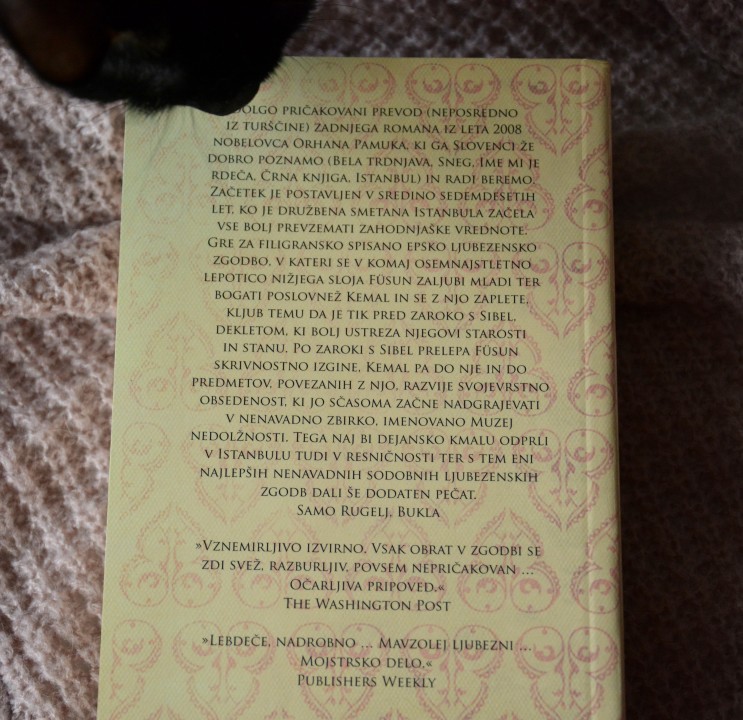 DOLGO PRIČAKOVANI PREVOD (NEPOSREDNO
IZ TURŠČINE) ZADNJEGA ROMANA IZ LETA 2008
NOBELOVCA ORHANA PAMUKA, KI GA SLOVENCI ŽE
DOBRO POZNAMO (BELA TRDNJAVA, SNEG, IME MI JE
RDEČA, ČRNA KNJIGA, ISTANBUL) IN RADI BEREMO.
ZAČETEK JE POSTAVLJEN V SREDINO SEDEMDESETIH
LET, KO JE DRUŽBENA SMETANA ISTANBULA ZAČELA
VSE BOLJ PREVZEMATI ZAHODNJAŠKE VREDNOTE.
GRE ZA FILIGRANSKO SPISANO EPSKO LJUBEZENSKO
ZGODBO, V KATERI SE V KOMAJ OSEMNAJSTLETNO
LEPOTICO NIŽJEGA SLOJA FÜSUN ZALJUBI MLADI TER
BOGATI POSLOVNEŽ KEMAL IN SE Z NJO ZAPLETE,
KLJUB TEMU DA JE TIK PRED ZAROKO S SIBEL,
DEKLETOM, KI BOLJ USTREZA NJEGOVI STAROSTI
IN STANU. PO ZAROKI S SIBEL PRELEPA FÜSUN
SKRIVNOSTNO IZGINE, KEMAL PA DO NJE IN DO
PREDMETOV, POVEZANIH Z NJO, RAZVIJE SVOJEVRSTNO
OBSEDENOST, KI JO SČASOMA ZAČNE NADGRAJEVATI
V NENAVADNO ZBIRKO, IMENOVANO MUZEJ
NEDOLŽNOSTI. TEGA NAJ BI DEJANSKO KMALU ODPRLI
V ISTANBULU TUDI V RESNIČNOSTI TER S TEM ENI
NAJLEPŠIH NENAVADNIH SODOBNIH LJUBEZENSKIH
ZGODB DALI ŠE DODATEN PEČAT.
SAMO RUGELJ, BUKLA
»VZNEMIRLJIVO IZVIRNO. VSAK OBRAT V ZGODBI SE
ZDI SVEŽ, RAZBURLJIV, POVSEM NEPRIČAKOVAN ...
OČARLJIVA PRIPOVED.«
THE WASHINGTON POST
»LEBDEČE, NADROBNO ... MAVZOLEJ LJUBEZNI ...
MOJSTRSKO DELO.«
PUBLISHERS WEEKLY